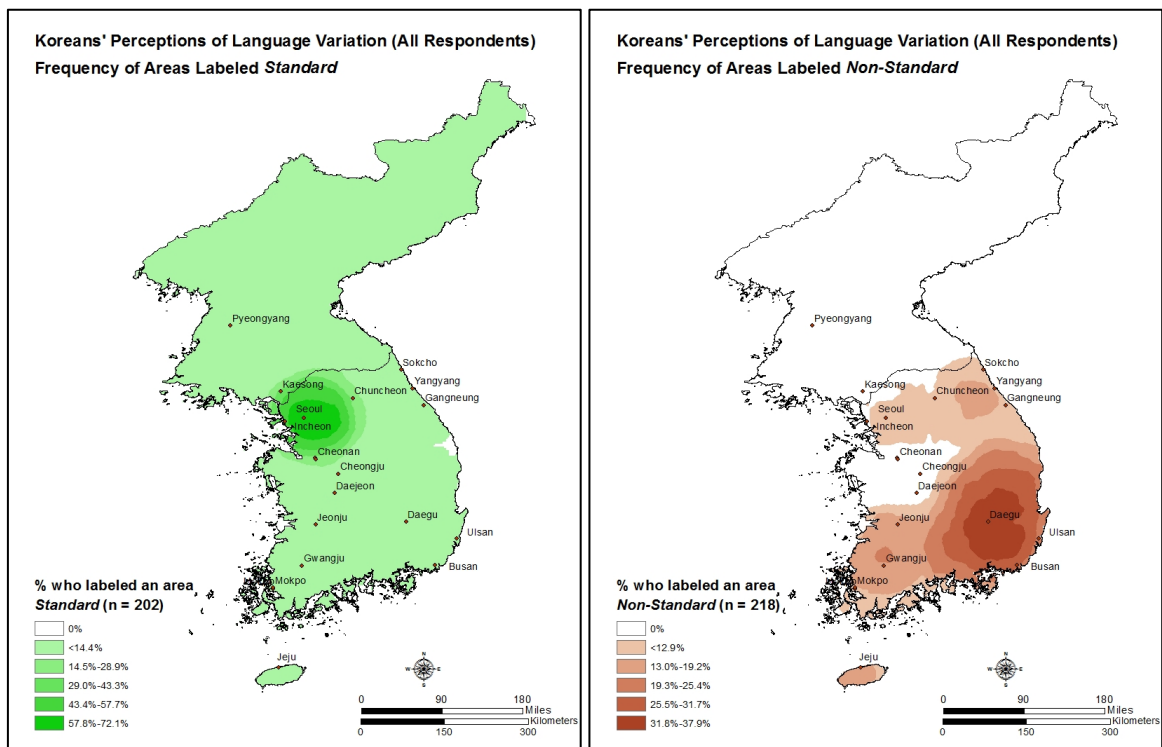 Koreans' Perceptions of Language Variation (All Respondents)
Frequency of Areas Labeled Standard
Pyeongyang
Sokcho
Kaesong
Yangyang
Chuncheon
Gangneung
Seoul
Incheon
Cheonan
Cheongju
Daejeon
Daegu
Jeonju
Ulsan
Gwangju
Busan
Mokpo
% who labeled an area,
Standard (n = 202)
0%
<14.4%
14.5%-28.9%
29.0%-43.3%
43.4%-57.7%
57.8%-72.1%
Jeju
N
W E
S
0 90 180
Miles
Kilometers
0 150 300
Koreans' Perceptions of Language Variation (All Respondents)
Frequency of Areas Labeled Non-Standard
Pyeongyang
Sokcho
Kaesong
Yangyang
Chuncheon
Gangneung
Seoul
Incheon
Cheonan
Cheongju
Daejeon
Daegu
Jeonju
Ulsan
Gwangju
Busan
Mokpo
% who labeled an area,
Non-Standard (n = 218)
0%
<12.9%
13.0%-19.2%
19.3%-25.4%
25.5%-31.7%
31.8%-37.9%
Jeju
N
W E
S
0 90 180
Miles
Kilometers
0 150 300